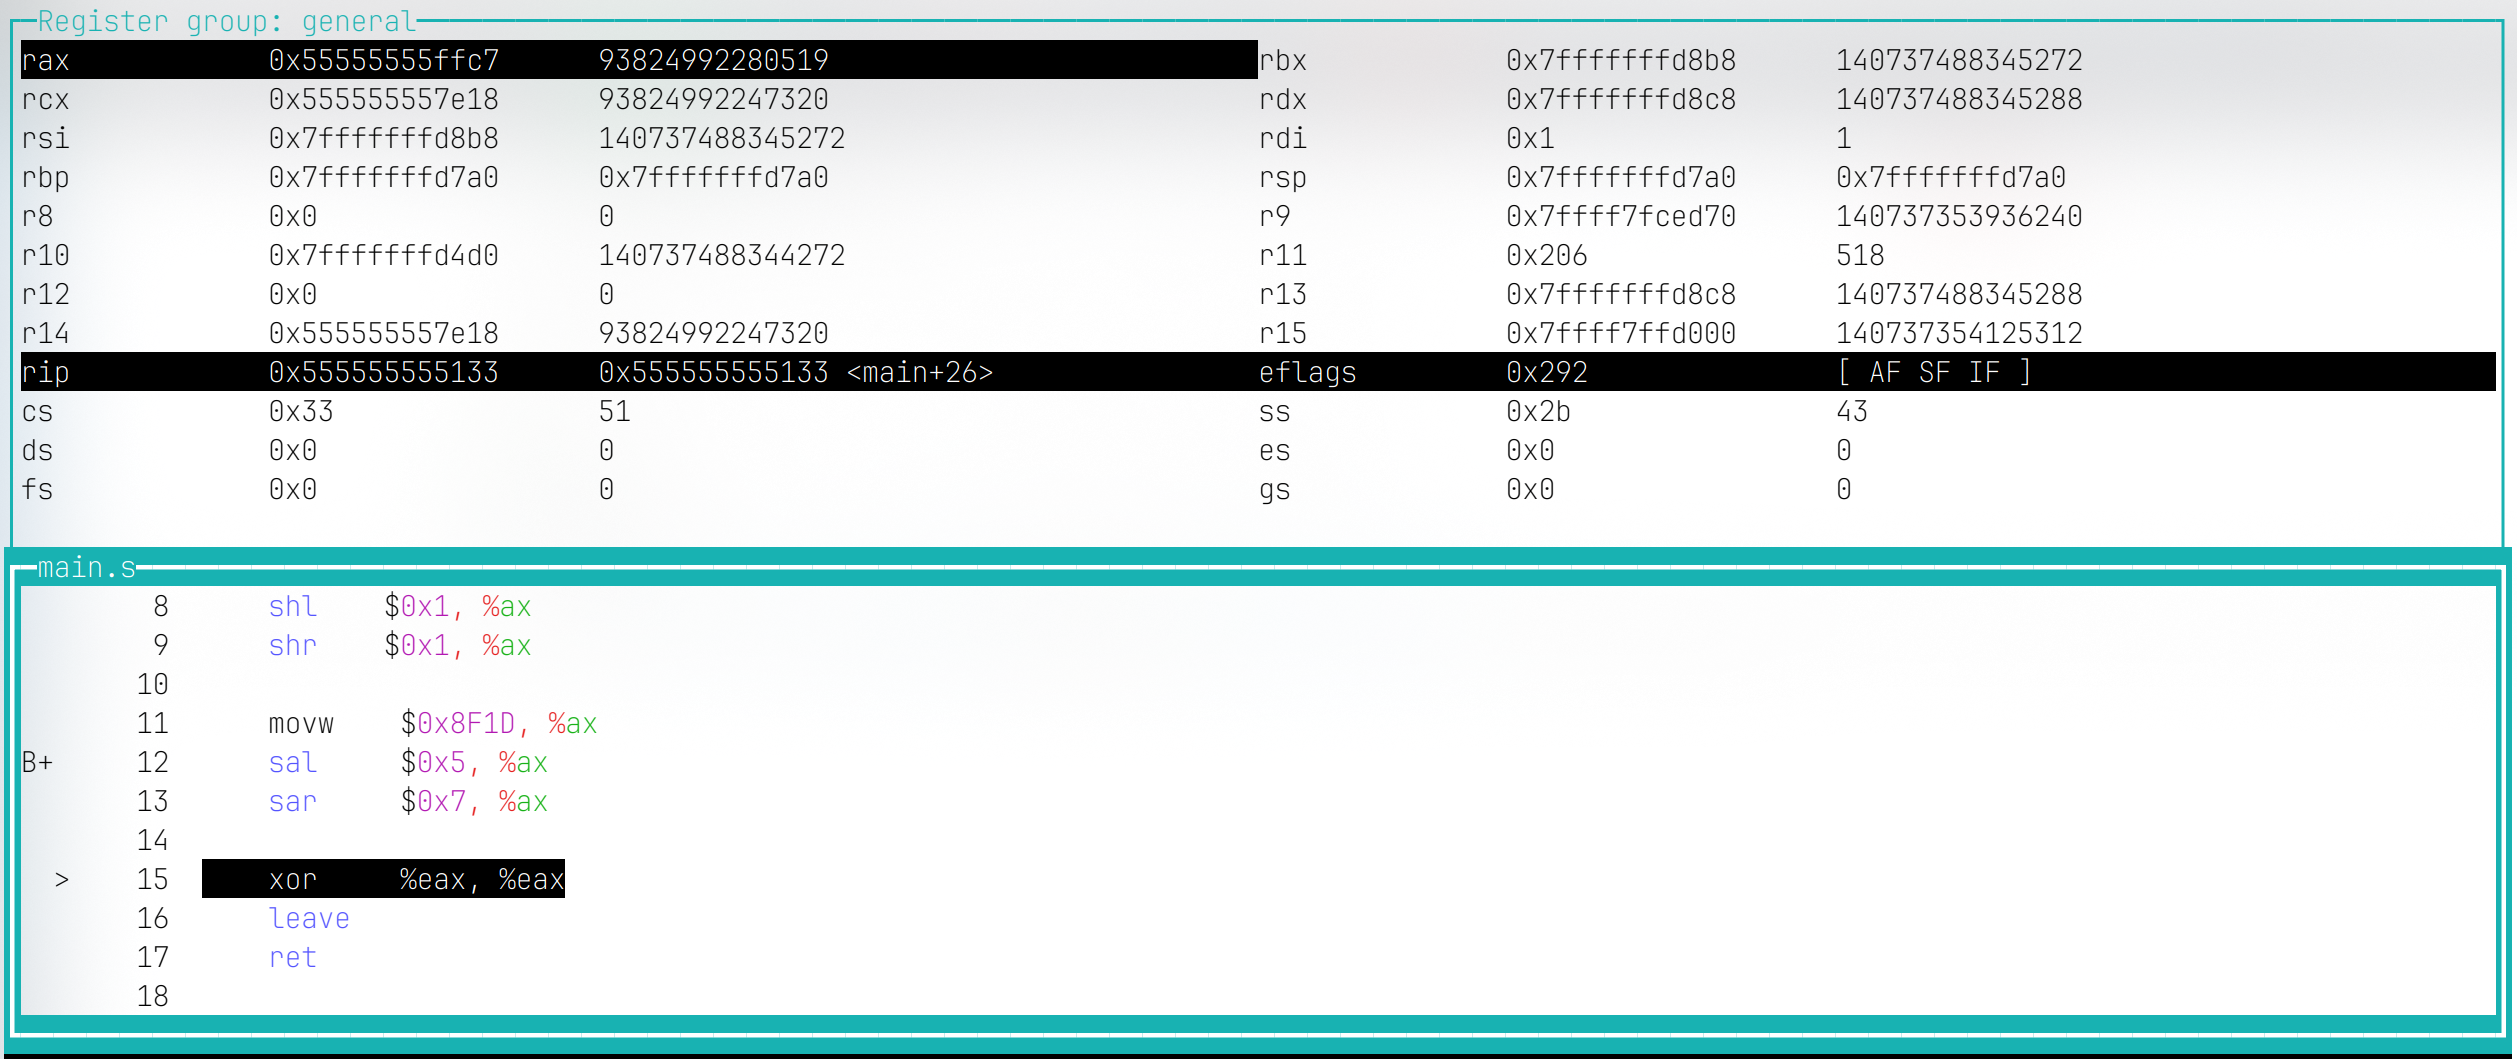 Register group: general
rax 0x55555555ffc7 93824992280519 rbx 0x7fffffffd8b8 140737488345272
rcx 0x555555557e18 93824992247320 rdx 0x7fffffffd8c8 140737488345288
rsi 0x7fffffffd8b8 140737488345272 rdi 0x1 1
rbp 0x7fffffffd7a0 0x7fffffffd7a0 rsp 0x7fffffffd7a0 0x7fffffffd7a0
r8 0x0 0 r9 0x7ffff7fced70 140737353936240
r10 0x7fffffffd4d0 140737488344272 r11 0x206 518
r12 0x0 0 r13 0x7fffffffd8c8 140737488345288
r14 0x555555557e18 93824992247320 r15 0x7ffff7ffd000 140737354125312
rip 0x555555555133 0x555555555133 <main+26> eflags 0x292 [ AF SF IF ]
cs 0x33 51 ss 0x2b 43
ds 0x0 0 es 0x0 0
fs 0x0 0 gs 0x0 0
main.s
8 shl $0x1, %ax
9 shr $0x1, %ax
10
11 movw $0x8F1D, %ax
B+ 12 sal $0x5, %ax
13 sar $0x7, %ax
14
> 15 xor %eax, %eax
16 leave
17 ret
18